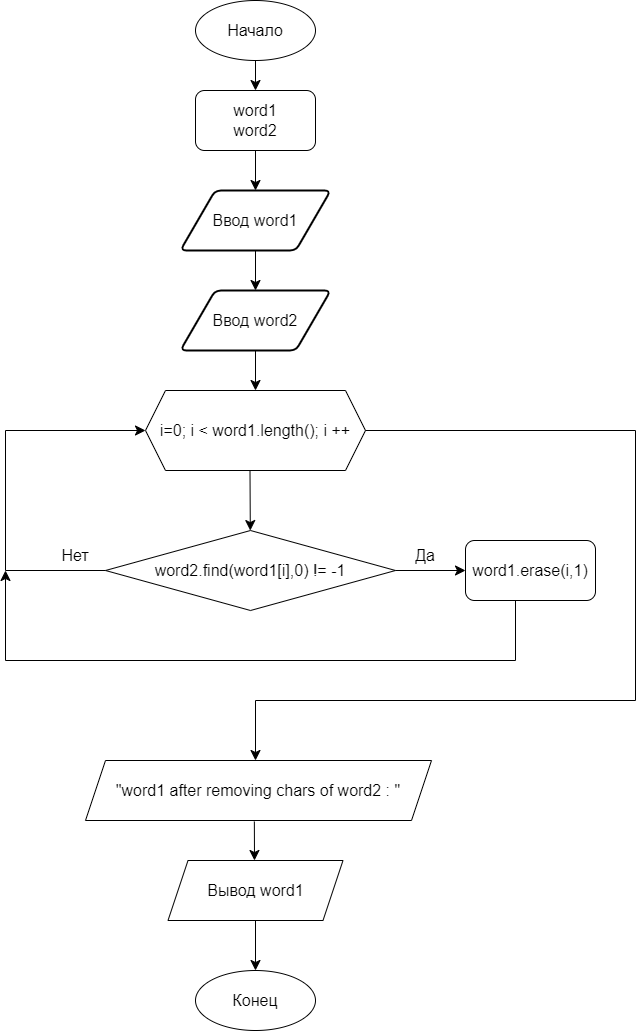 Начало
word1
word2
Ввод word1
Ввод word2
i=0; i < word1.length(); i ++
Нет
word2.find(word1[i],0) != -1
Да
word1.erase(i,1)
"word1 after removing chars of word2 : "
Вывод word1
Конец